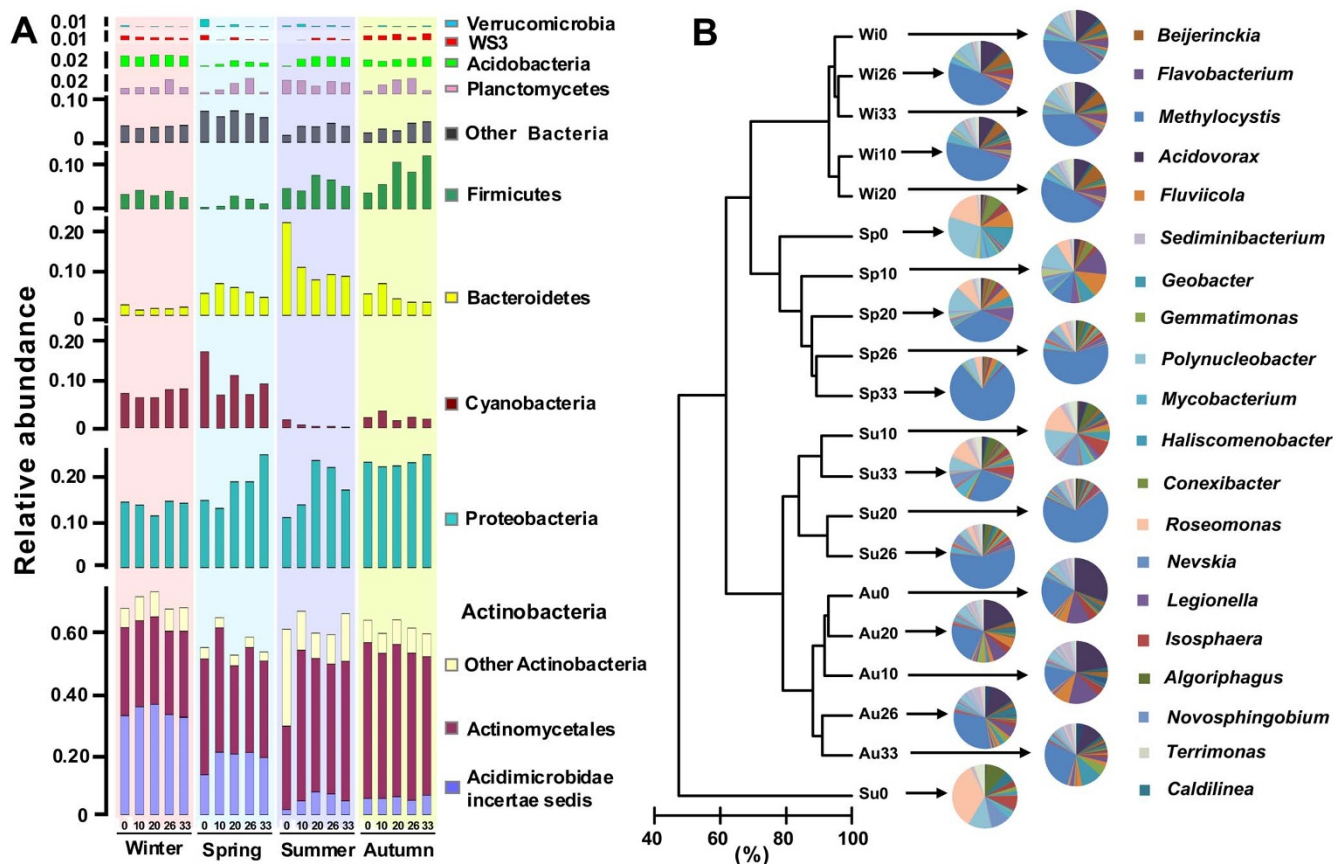 A
Relative abundance
0.01
Verrucomicrobia
0.01
WS3
0.02
Acidobacteria
0.02
Planctomycetes
0.10
0
Other Bacteria
0.10
0
Firmicutes
0.20
0.10
0
Bacteroidetes
0.20
0.10
0
Cyanobacteria
0.20
0.10
0
Proteobacteria
Actinobacteria
0.60
0.40
0.20
0
Other Actinobacteria
Actinomycetales
Acidimicrobidae
incertae sedis
0 10 20 26 33 0 10 20 26 33 0 10 20 26 33 0 10 20 26 33
Winter Spring Summer Autumn
B
Wi0
Wi26
Wi33
Wi10
Wi20
Sp0
Sp10
Sp20
Sp26
Sp33
Su10
Su33
Su20
Su26
Au0
Au20
Au10
Au26
Au33
Su0
40 60 80 100
(%)
Beijerinckia
Flavobacterium
Methylocystis
Acidovorax
Fluviicola
Sediminibacterium
Geobacter
Gemmatimonas
Polynucleobacter
Mycobacterium
Haliscomenobacter
Conexibacter
Roseomonas
Nevskia
Legionella
Isosphaera
Algoriphagus
Novosphingobium
Terrimonas
Caldilinea